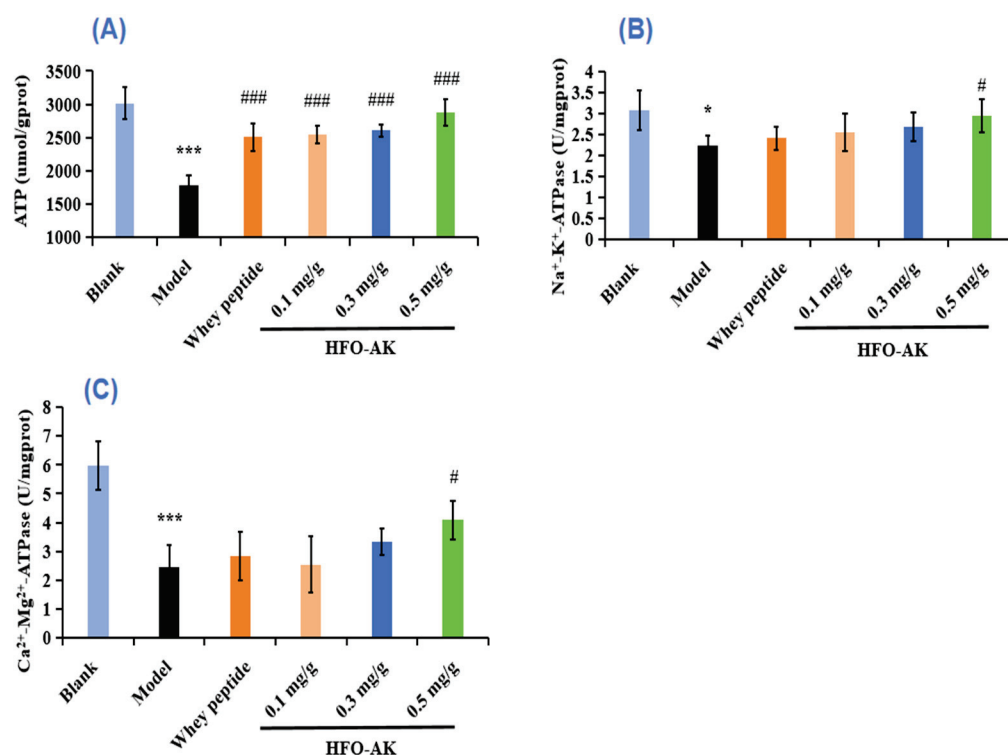 (A)
ATP (umol/gprot)
3500
3000
2500
2000
1500
1000
***
###
###
###
###
Blank
Model
Whey peptide
0.1 mg/g
0.3 mg/g
0.5 mg/g
HFO-AK
(B)
Na⁺-K⁺-ATPase (U/mgprot)
4
3.5
3
2.5
2
1.5
1
0.5
0
*
#
Blank
Model
Whey peptide
0.1 mg/g
0.3 mg/g
0.5 mg/g
HFO-AK
(C)
Ca²⁺-Mg²⁺-ATPase (U/mgprot)
8
7
6
5
4
3
2
1
0
***
#
Blank
Model
Whey peptide
0.1 mg/g
0.3 mg/g
0.5 mg/g
HFO-AK